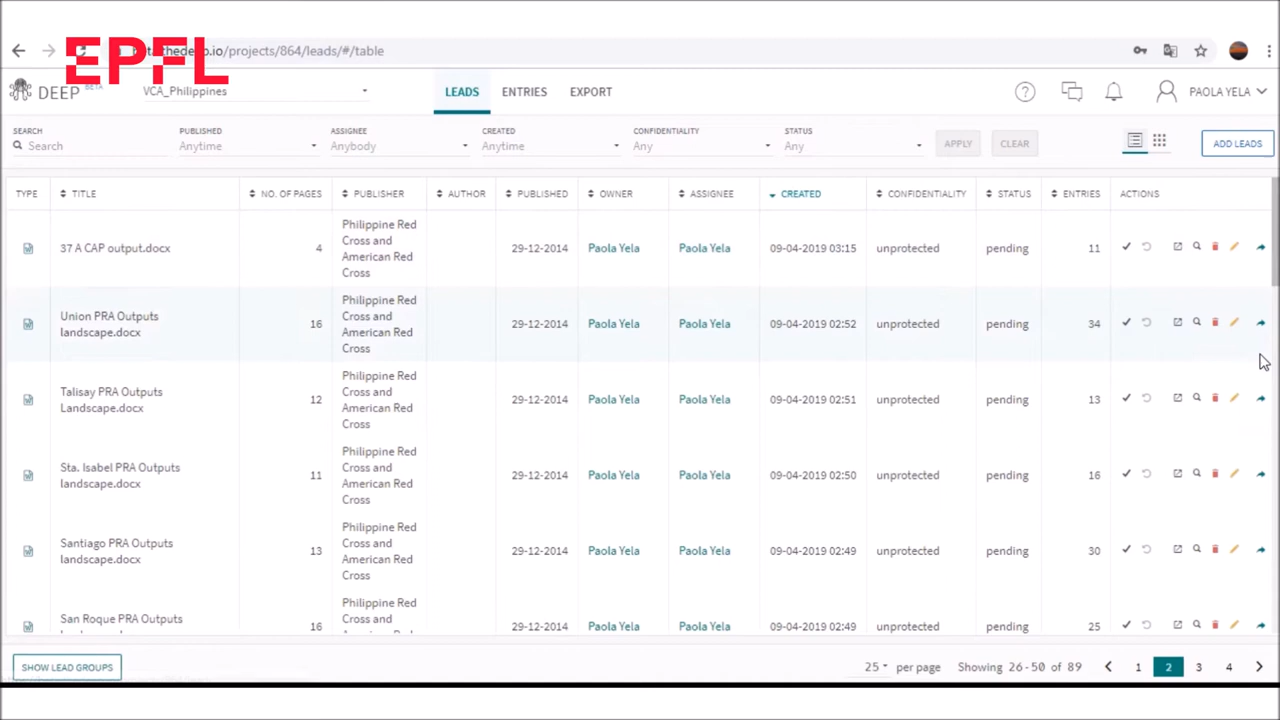 EPFL
.io/projects/864/leads/#/table
DEEP BETA
VCA_Philippines
LEADS
ENTRIES
EXPORT
PAOLA YELA
SEARCH
PUBLISHED
ASSIGNEE
CREATED
CONFIDENTIALITY
STATUS
Search
Anytime
Anybody
Anytime
Any
Any
APPLY
CLEAR
ADD LEADS
TYPE TITLE NO. OF PAGES PUBLISHER AUTHOR PUBLISHED OWNER ASSIGNEE CREATED CONFIDENTIALITY STATUS ENTRIES ACTIONS
37 A CAP output.docx
4
Philippine Red
Cross and
American Red
Cross
29-12-2014
Paola Yela
Paola Yela
09-04-2019 03:15
unprotected
pending
11
Union PRA Outputs
landscape.docx
16
Philippine Red
Cross and
American Red
Cross
29-12-2014
Paola Yela
Paola Yela
09-04-2019 02:52
unprotected
pending
34
Talisay PRA Outputs
Landscape.docx
12
Philippine Red
Cross and
American Red
Cross
29-12-2014
Paola Yela
Paola Yela
09-04-2019 02:51
unprotected
pending
13
Sta. Isabel PRA Outputs
landscape.docx
11
Philippine Red
Cross and
American Red
Cross
29-12-2014
Paola Yela
Paola Yela
09-04-2019 02:50
unprotected
pending
16
Santiago PRA Outputs
landscape.docx
13
Philippine Red
Cross and
American Red
Cross
29-12-2014
Paola Yela
Paola Yela
09-04-2019 02:49
unprotected
pending
30
San Roque PRA Outputs
16
Philippine Red
Cross and
29-12-2014
Paola Yela
Paola Yela
09-04-2019 02:49
unprotected
pending
25
SHOW LEAD GROUPS
25 per page
Showing 26-50 of 89
1 2 3 4